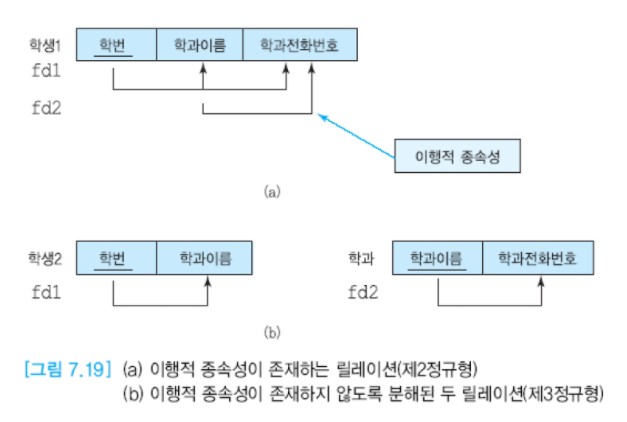 학생1 학번 학과이름 학과전화번호
fd1
fd2
이행적 종속성
(a)
학생2 학번 학과이름
fd1
학과 학과이름 학과전화번호
fd2
(b)
[그림 7.19] (a) 이행적 종속성이 존재하는 릴레이션(제2정규형)
(b) 이행적 종속성이 존재하지 않도록 분해된 두 릴레이션(제3정규형)